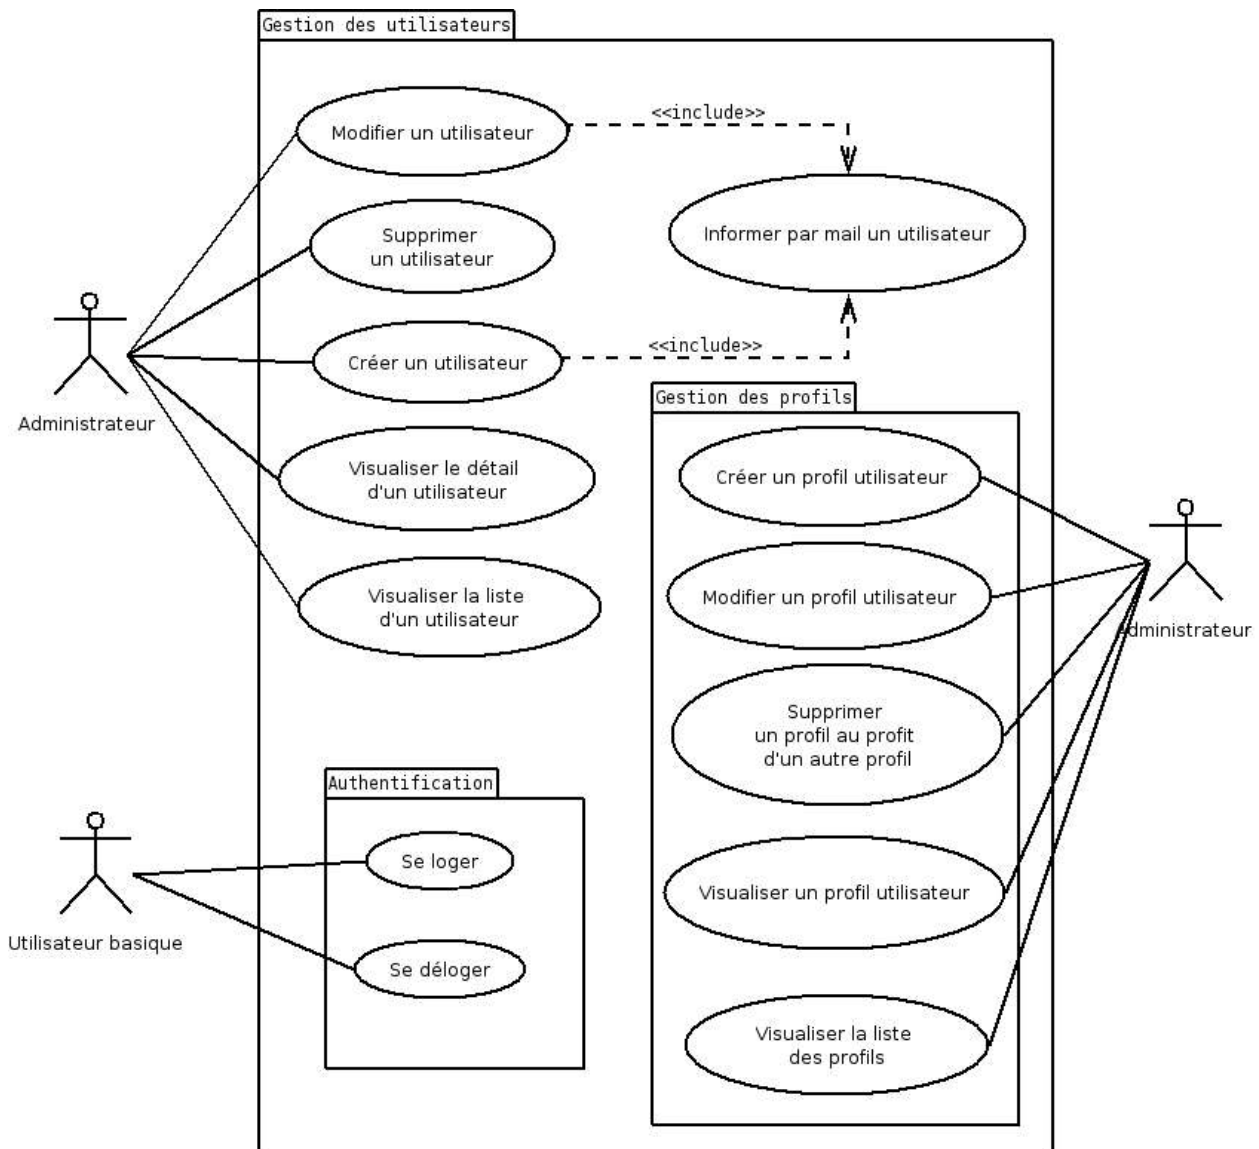 Gestion des utilisateurs
<<include>>
Modifier un utilisateur
Supprimer
un utilisateur
Informer par mail un utilisateur
<<include>>
Créer un utilisateur
Administrateur
Gestion des profils
Visualiser le détail
d'un utilisateur
Créer un profil utilisateur
Visualiser la liste
d'un utilisateur
Modifier un profil utilisateur
Administrateur
Supprimer
un profil au profit
d'un autre profil
Authentification
Se loger
Visualiser un profil utilisateur
Utilisateur basique
Se déloger
Visualiser la liste
des profils